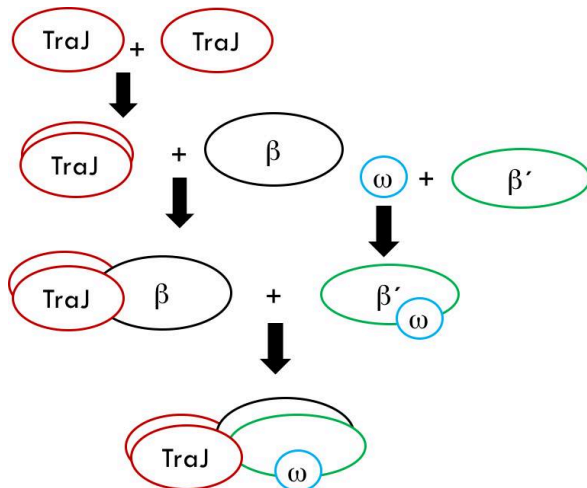 TraJ + TraJ
TraJ + β
ω + β´
TraJ β + β´
ω
TraJ ω